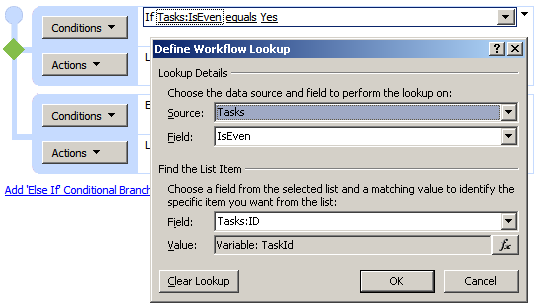 If Tasks:IsEven equals Yes
Conditions
Actions
L
E
Conditions
L
Actions
Add 'Else If' Conditional Branch
Define Workflow Lookup
Lookup Details
Choose the data source and field to perform the lookup on:
Source: Tasks
Field: IsEven
Find the List Item
Choose a field from the selected list and a matching value to identify the
specific item you want from the list:
Field: Tasks:ID
Value: Variable: TaskId fx
Clear Lookup OK Cancel